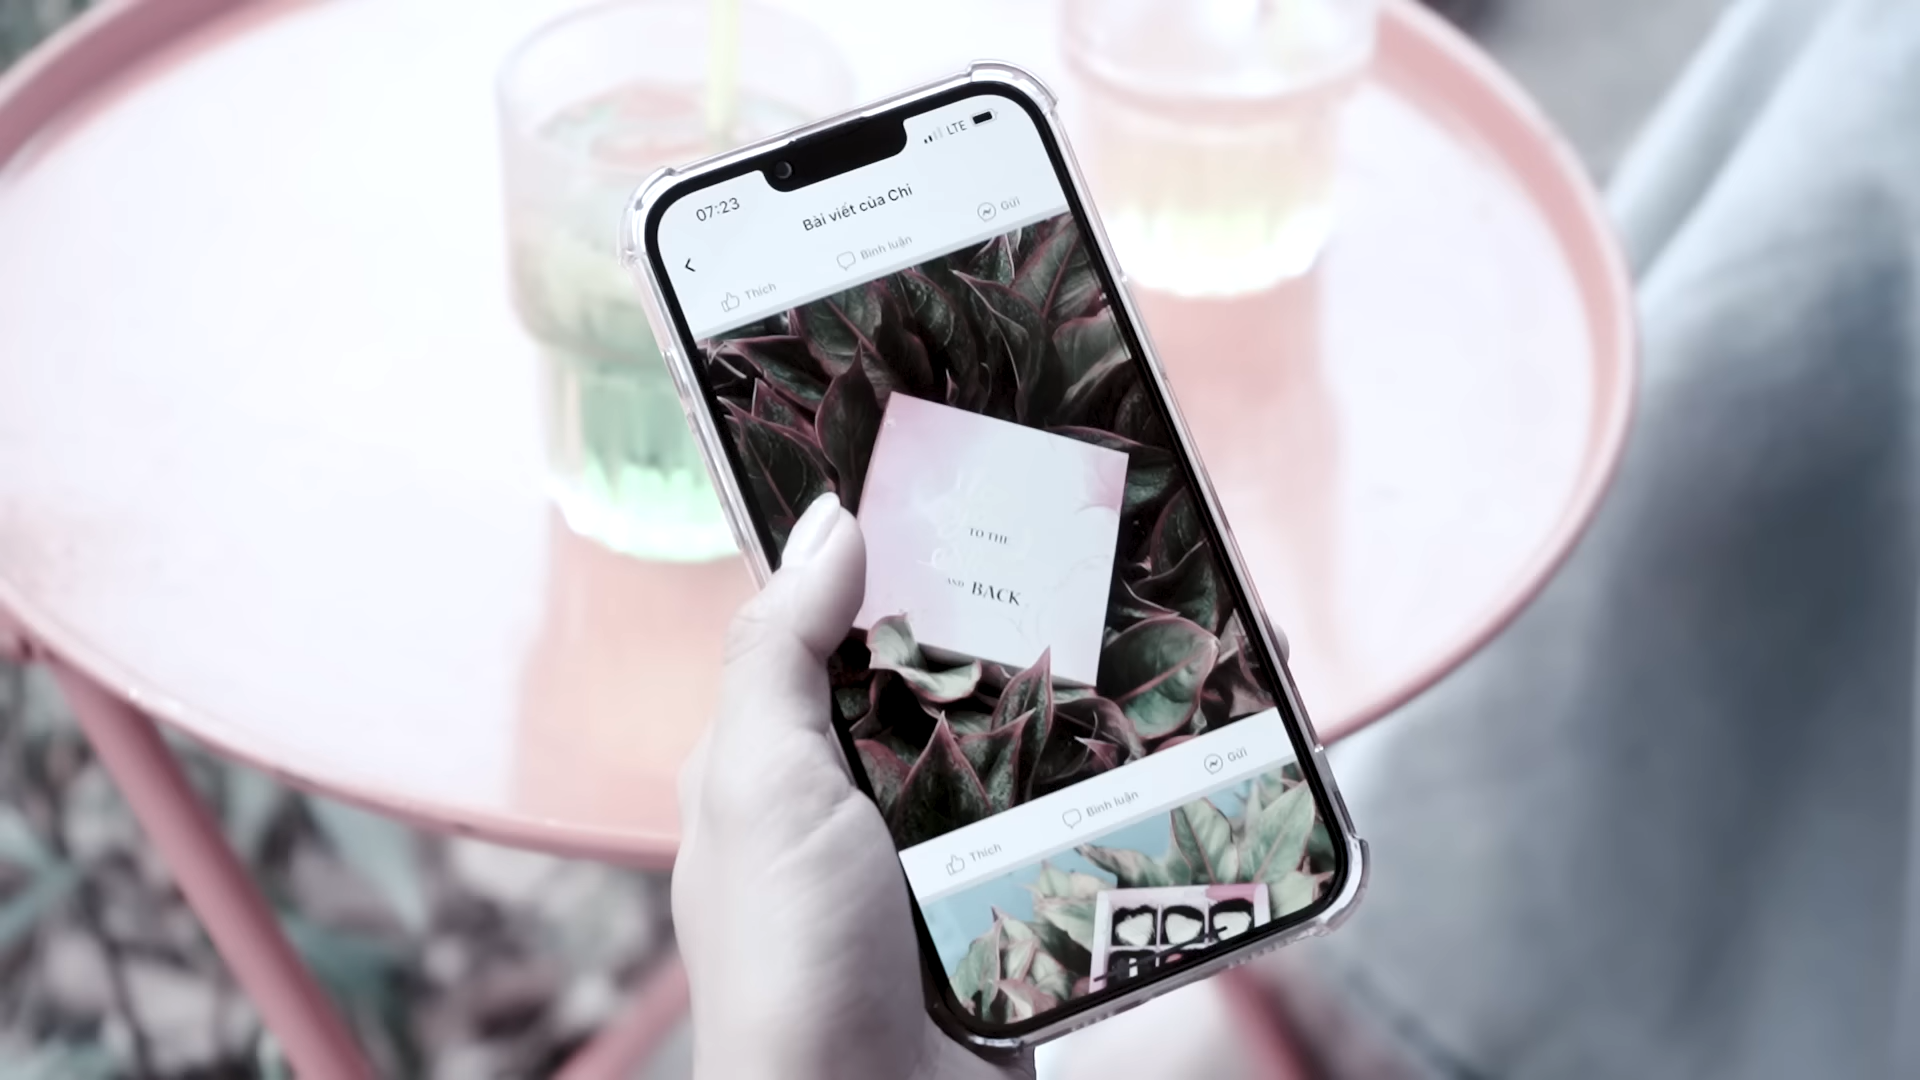 07:23
LTE
Bài viết của Chi
Thích
Bình luận
Gửi
TO THE
AND BACK
Thích
Bình luận
Gửi